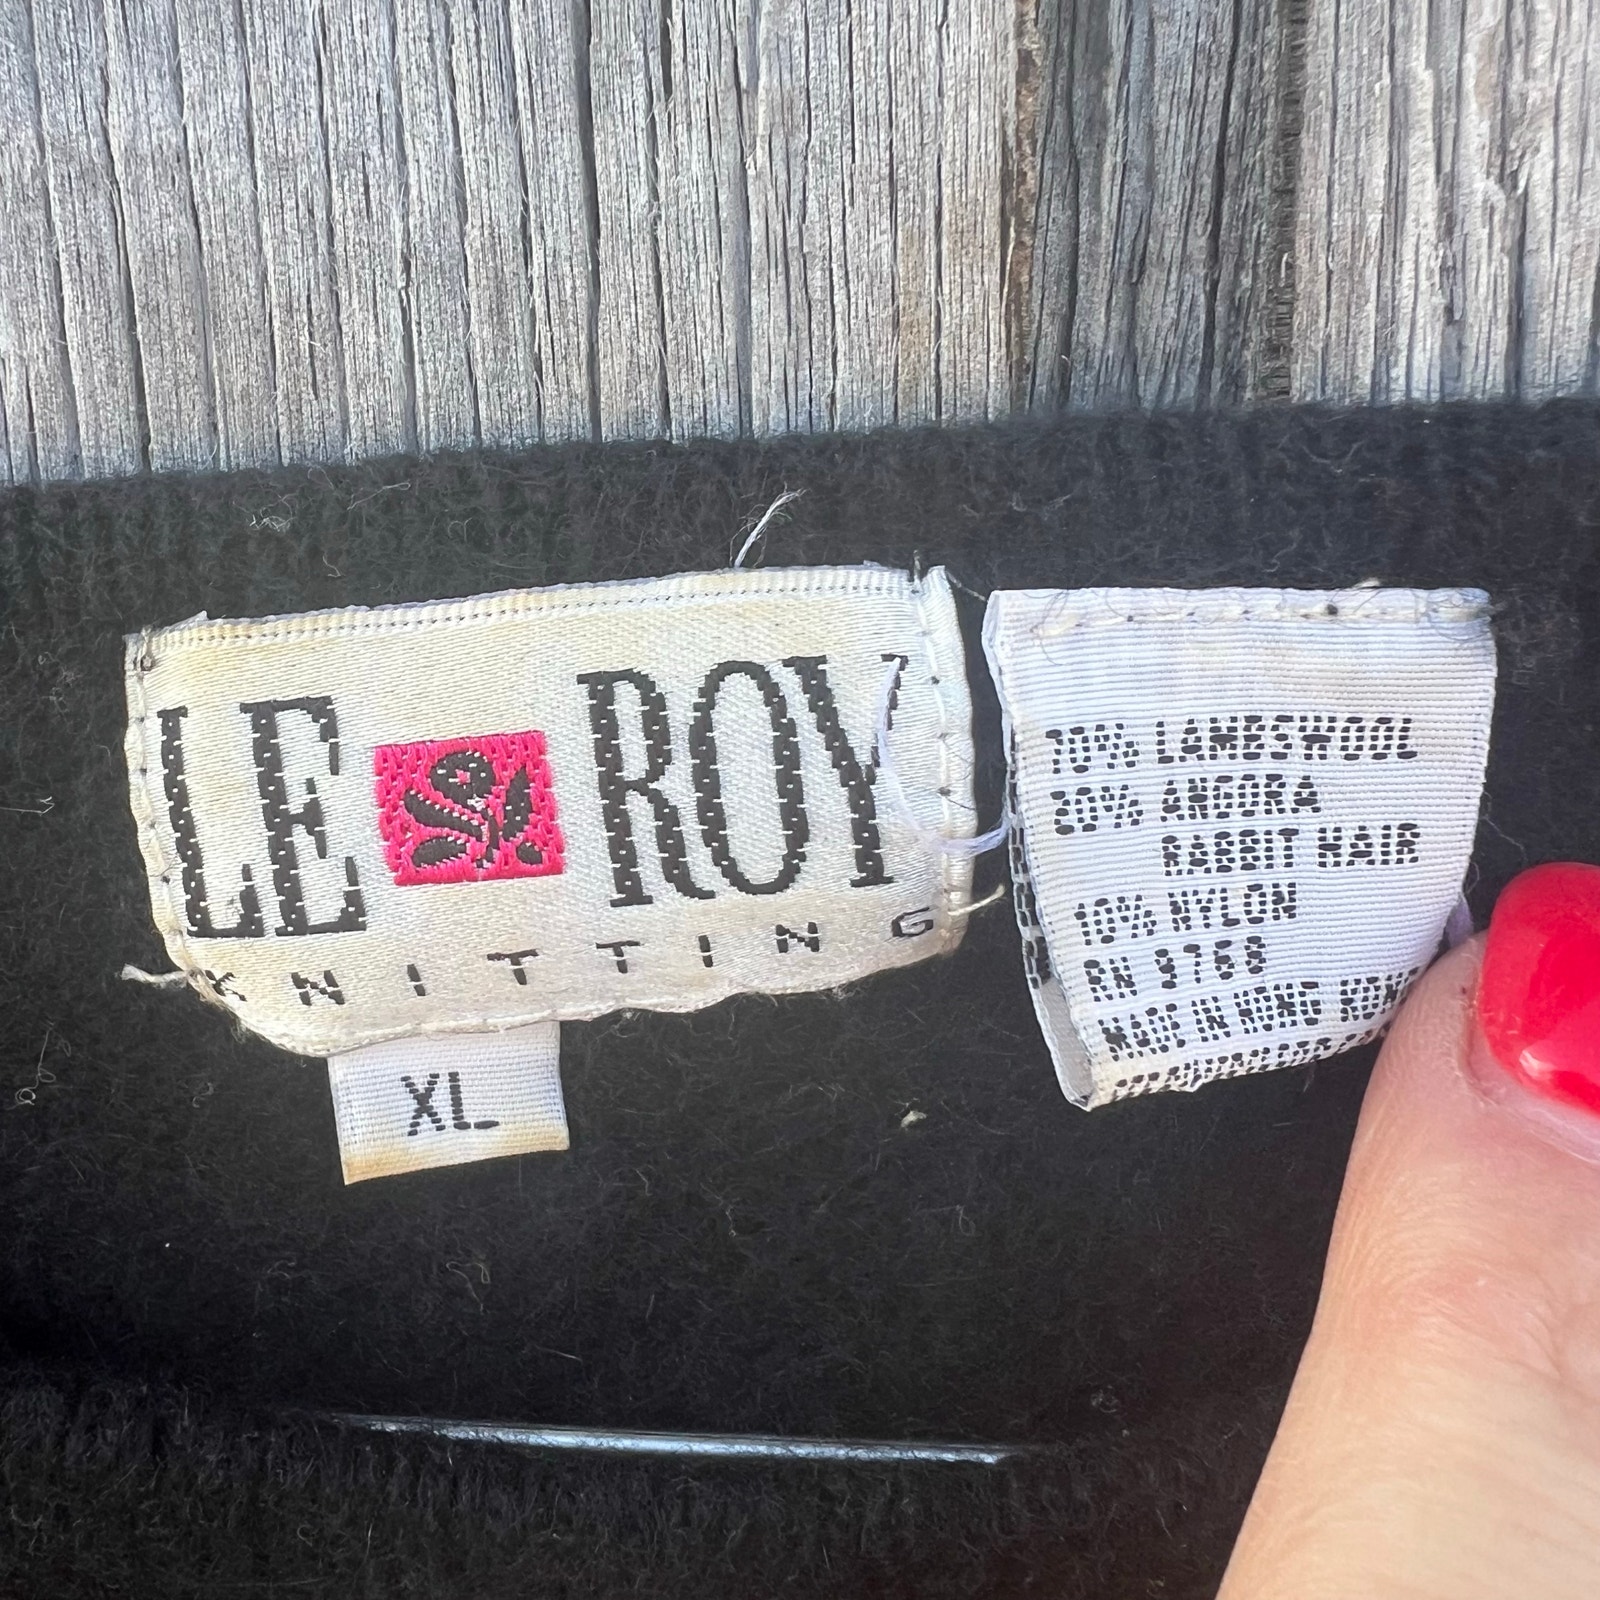 LE ROY
KNITTING
XL
70% LAMBSWOOL
20% ANGORA
RABBIT HAIR
10% NYLON
RN
MADE IN HONG KONG